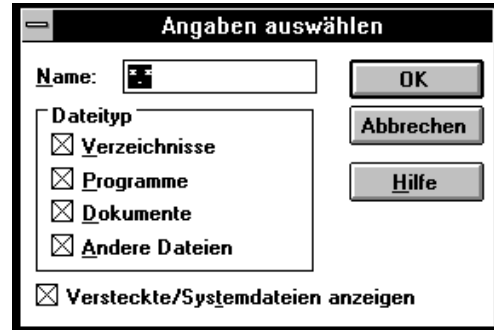 Angaben auswählen
Name: *.*
OK
Dateityp
Abbrechen
Verzeichnisse
Programme
Hilfe
Dokumente
Andere Dateien
Versteckte/Systemdateien anzeigen